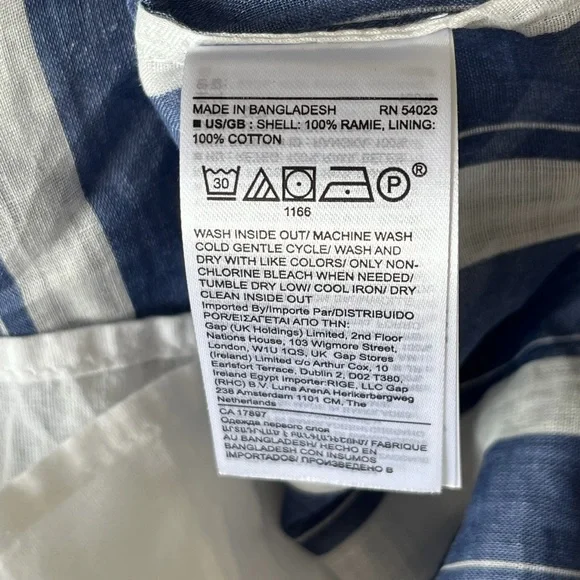 MADE IN BANGLADESH RN 54023
■ US/GB : SHELL: 100% RAMIE, LINING:
100% COTTON
30 P ®
1166
WASH INSIDE OUT/ MACHINE WASH
COLD GENTLE CYCLE/ WASH AND
DRY WITH LIKE COLORS/ ONLY NON-
CHLORINE BLEACH WHEN NEEDED/
TUMBLE DRY LOW/ COOL IRON/ DRY
CLEAN INSIDE OUT
Imported By/Importe Par/DISTRIBUIDO
POR/ΕΙΣΑΓΕΤΑΙ ΑΠΟ ΤΗΝ:
Gap (UK Holdings) Limited, 2nd Floor
Nations House, 103 Wigmore Street,
London, W1U 1QS, UK Gap Stores
(Ireland) Limited c/o Arthur Cox, 10
Earlsfort Terrace, Dublin 2, D02 T380,
Ireland Egypt Importer:RIGE, LLC Gap
(RHC) B.V. Luna ArenA Herikerbergweg
238 Amsterdam 1101 CM, The
Netherlands
CA 17897
Одежда первого слоя
FABRIQUE
AU BANGLADESH/ HECHO EN
BANGLADESH CON INSUMOS
IMPORTADOS/ ПРОИЗВЕДЕНО В